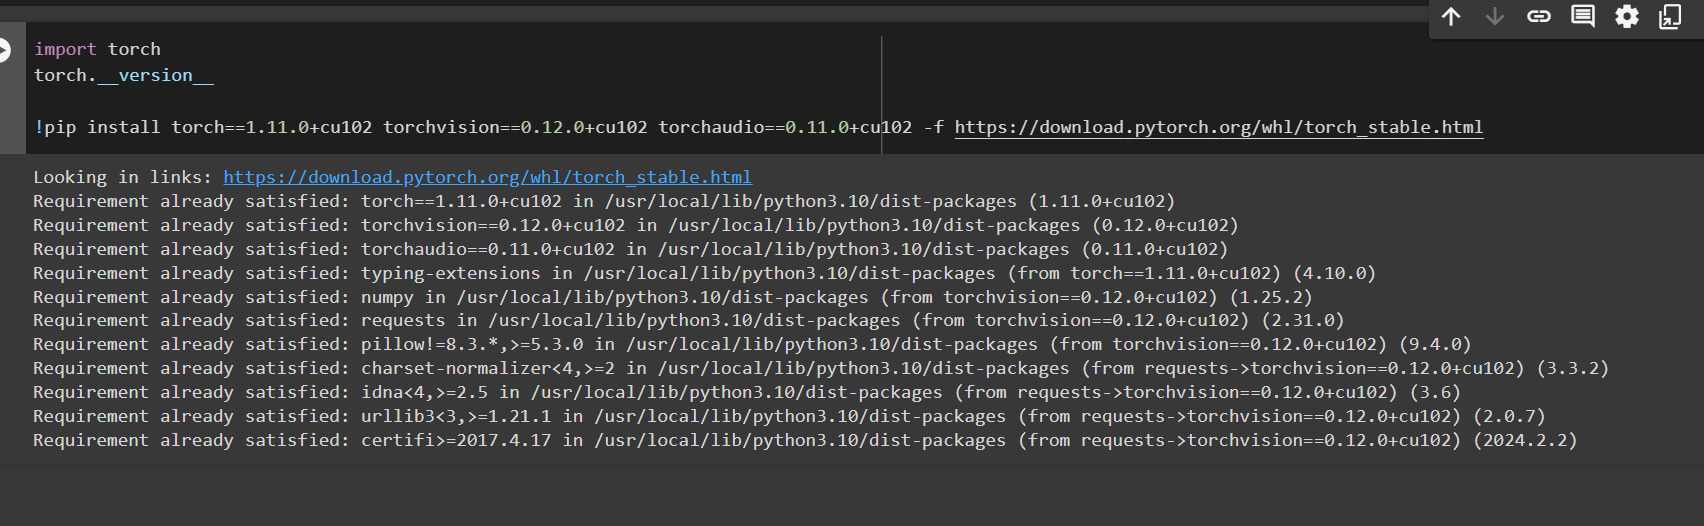 import torch
torch.__version__
!pip install torch==1.11.0+cu102 torchvision==0.12.0+cu102 torchaudio==0.11.0+cu102 -f https://download.pytorch.org/whl/torch_stable.html
Looking in links: https://download.pytorch.org/whl/torch_stable.html
Requirement already satisfied: torch==1.11.0+cu102 in /usr/local/lib/python3.10/dist-packages (1.11.0+cu102)
Requirement already satisfied: torchvision==0.12.0+cu102 in /usr/local/lib/python3.10/dist-packages (0.12.0+cu102)
Requirement already satisfied: torchaudio==0.11.0+cu102 in /usr/local/lib/python3.10/dist-packages (0.11.0+cu102)
Requirement already satisfied: typing-extensions in /usr/local/lib/python3.10/dist-packages (from torch==1.11.0+cu102) (4.10.0)
Requirement already satisfied: numpy in /usr/local/lib/python3.10/dist-packages (from torchvision==0.12.0+cu102) (1.25.2)
Requirement already satisfied: requests in /usr/local/lib/python3.10/dist-packages (from torchvision==0.12.0+cu102) (2.31.0)
Requirement already satisfied: pillow!=8.3.*,>=5.3.0 in /usr/local/lib/python3.10/dist-packages (from torchvision==0.12.0+cu102) (9.4.0)
Requirement already satisfied: charset-normalizer<4,>=2 in /usr/local/lib/python3.10/dist-packages (from requests->torchvision==0.12.0+cu102) (3.3.2)
Requirement already satisfied: idna<4,>=2.5 in /usr/local/lib/python3.10/dist-packages (from requests->torchvision==0.12.0+cu102) (3.6)
Requirement already satisfied: urllib3<3,>=1.21.1 in /usr/local/lib/python3.10/dist-packages (from requests->torchvision==0.12.0+cu102) (2.0.7)
Requirement already satisfied: certifi>=2017.4.17 in /usr/local/lib/python3.10/dist-packages (from requests->torchvision==0.12.0+cu102) (2024.2.2)